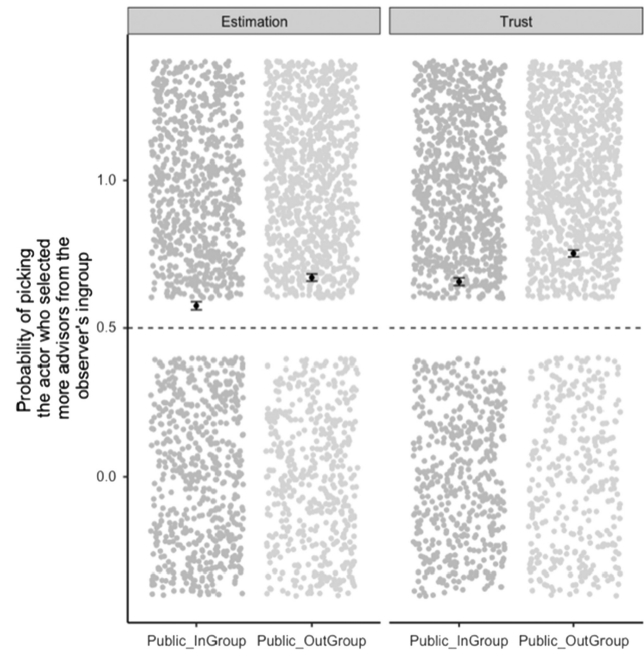 Estimation
Trust
Probability of picking
the actor who selected
more advisors from the
observer's ingroup
1.0
0.5
0.0
Public_InGroup
Public_OutGroup
Public_InGroup
Public_OutGroup